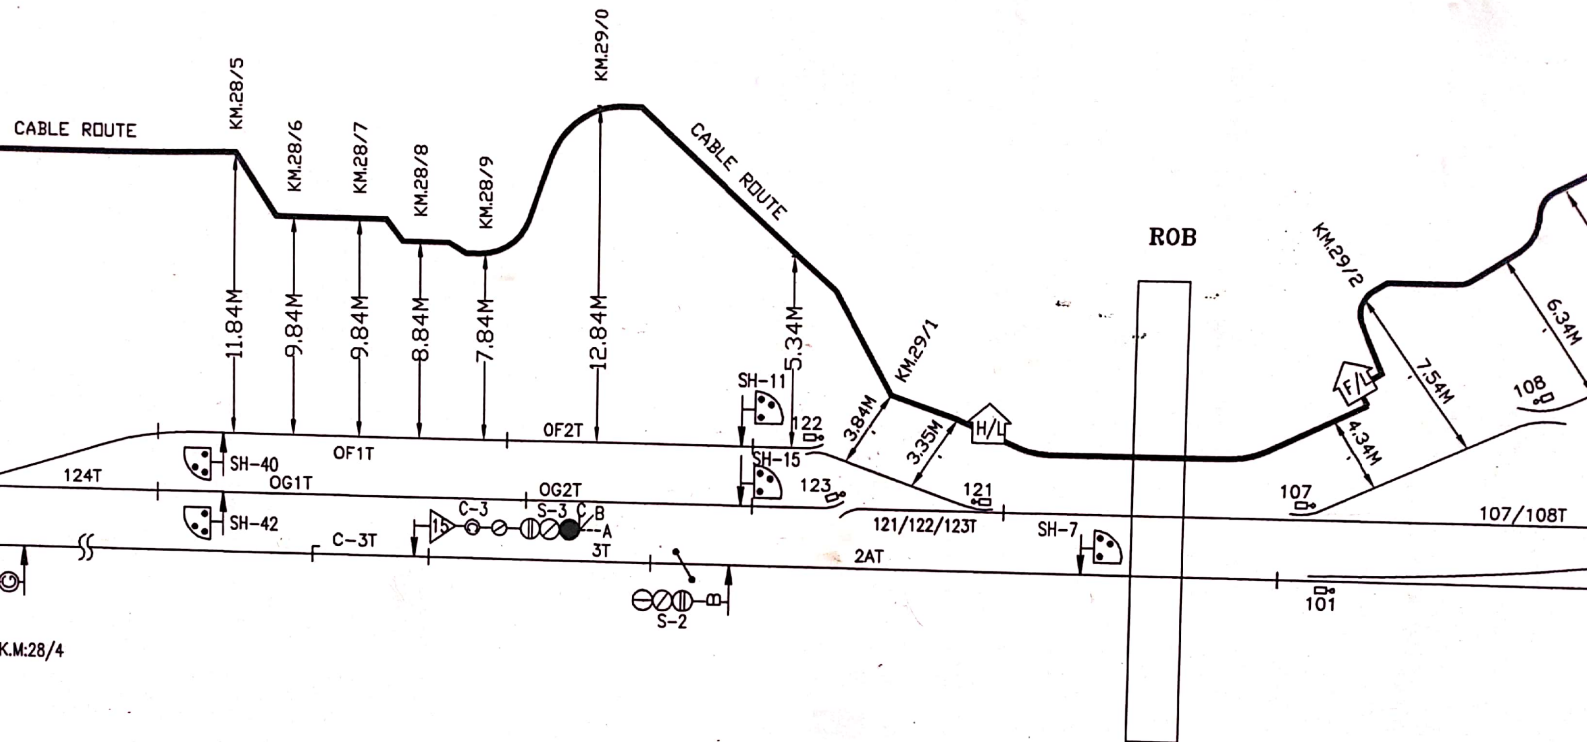 KM.28/5
KM.28/6
KM.28/7
KM.28/8
KM.28/9
KM.29/0
CABLE ROUTE
CABLE ROUTE
ROB
KM.29/1
KM.29/2
11.84M
9.84M
9.84M
8.84M
7.84M
12.84M
5.34M
3.84M
3.35M
7.54M
6.34M
4.34M
H/L
SH-11
122
108
SH-40
OF1T
OF2T
SH-15
124T
OG1T
OG2T
123
121
107
SH-42
C-3
S-3
C
B
A
15
121/122/123T
SH-7
107/108T
C-3T
3T
2AT
G
B
S-2
101
K.M:28/4